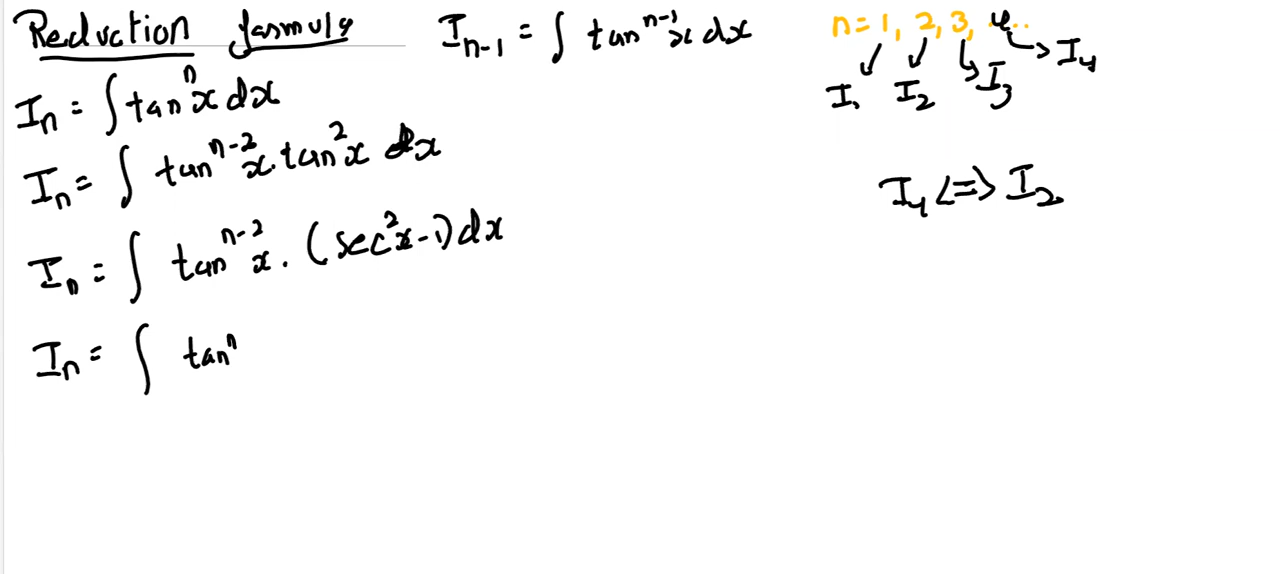 Reduction formula
I_n = ∫ tan^n x dx
I_n = ∫ tan^{n-2} x . tan^2 x dx
I_n = ∫ tan^{n-2} x . (sec^2 x - 1) dx
I_n = ∫ tan^n
I_{n-1} = ∫ tan^{n-1} x dx
n = 1, 2, 3, 4...
I_1 I_2 I_3 I_4
I_4 <=> I_2